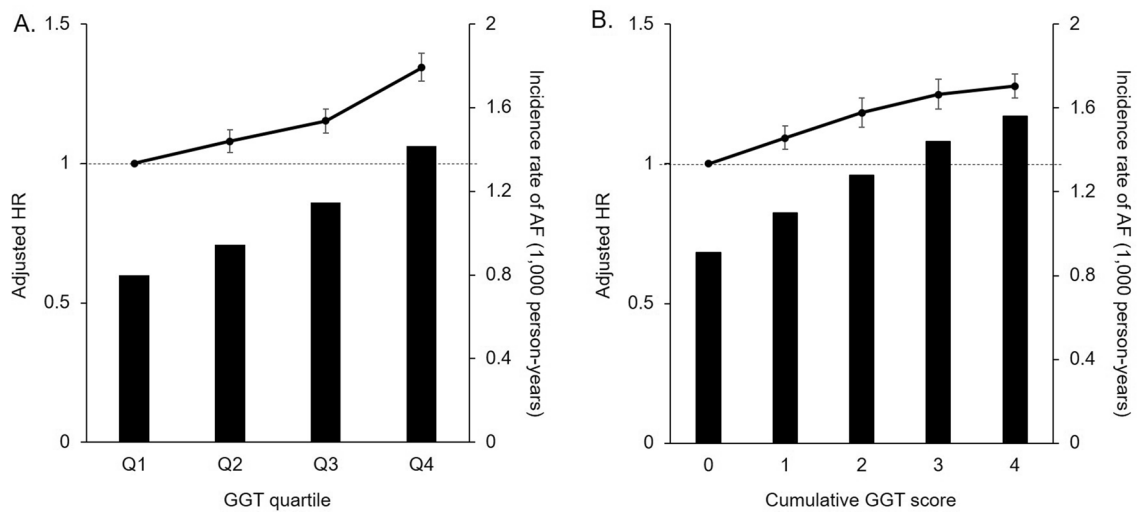 A.
Adjusted HR
1.5
1
0.5
0
2
1.6
1.2
0.8
0.4
0
Incidence rate of AF (1,000 person-years)
Q1 Q2 Q3 Q4
GGT quartile
B.
Adjusted HR
1.5
1
0.5
0
2
1.6
1.2
0.8
0.4
0
Incidence rate of AF (1,000 person-years)
0 1 2 3 4
Cumulative GGT score